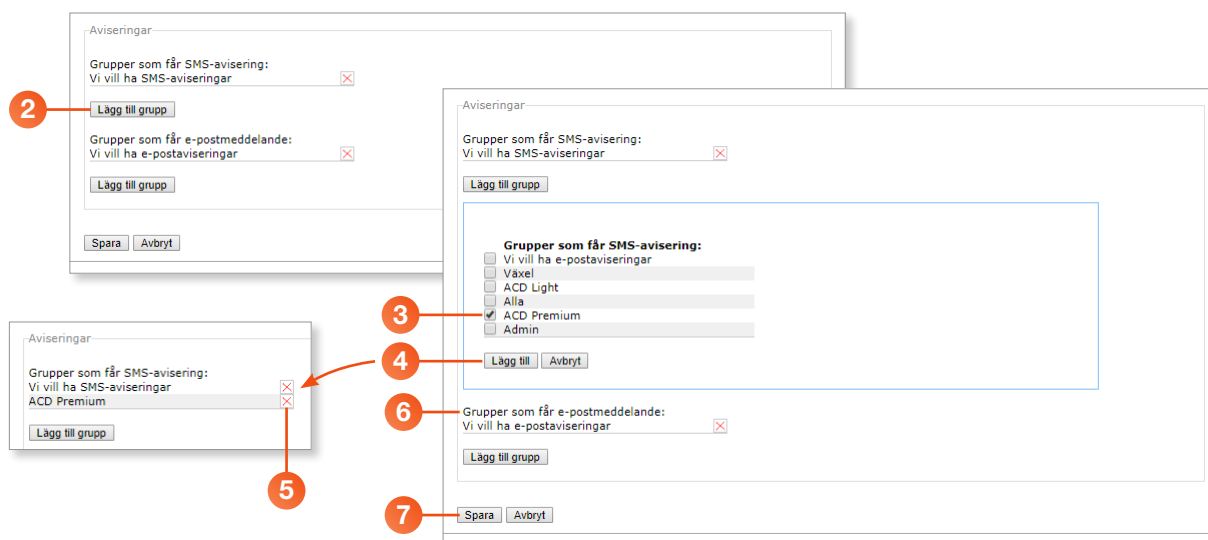 Aviseringar
Grupper som får SMS-avisering:
Vi vill ha SMS-aviseringar
2
Lägg till grupp
Grupper som får e-postmeddelande:
Vi vill ha e-postaviseringar
Lägg till grupp
Spara Avbryt
Aviseringar
Grupper som får SMS-avisering:
Vi vill ha SMS-aviseringar
Lägg till grupp
Grupper som får SMS-avisering:
Vi vill ha e-postaviseringar
Växel
ACD Light
Alla
3
ACD Premium
Admin
4
Lägg till Avbryt
6
Grupper som får e-postmeddelande:
Vi vill ha e-postaviseringar
Lägg till grupp
7
Spara Avbryt
Aviseringar
Grupper som får SMS-avisering:
Vi vill ha SMS-aviseringar
ACD Premium
Lägg till grupp
5